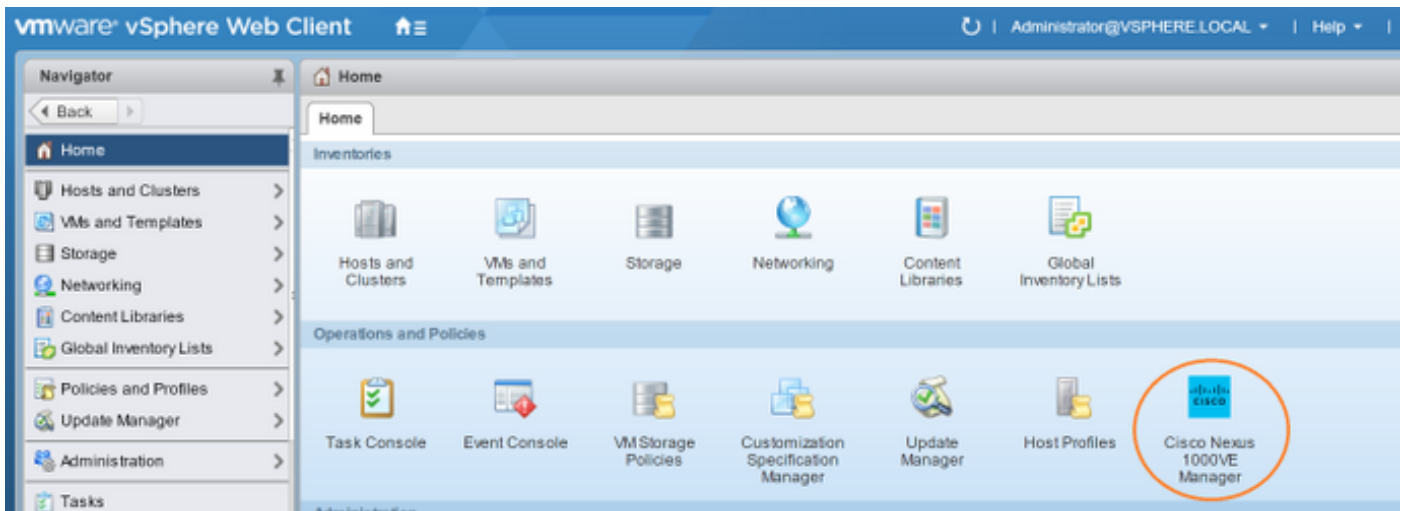 vmware® vSphere Web Client
Administrator@VSPHERE.LOCAL
Help
Navigator
Back
Home
Hosts and Clusters
VMs and Templates
Storage
Networking
Content Libraries
Global Inventory Lists
Policies and Profiles
Update Manager
Administration
Tasks
Home
Home
Inventories
Hosts and
Clusters
VMs and
Templates
Storage
Networking
Content
Libraries
Global
Inventory Lists
Operations and Policies
Task Console
Event Console
VM Storage
Policies
Customization
Specification
Manager
Update
Manager
Host Profiles
CISCO
Cisco Nexus
1000VE
Manager